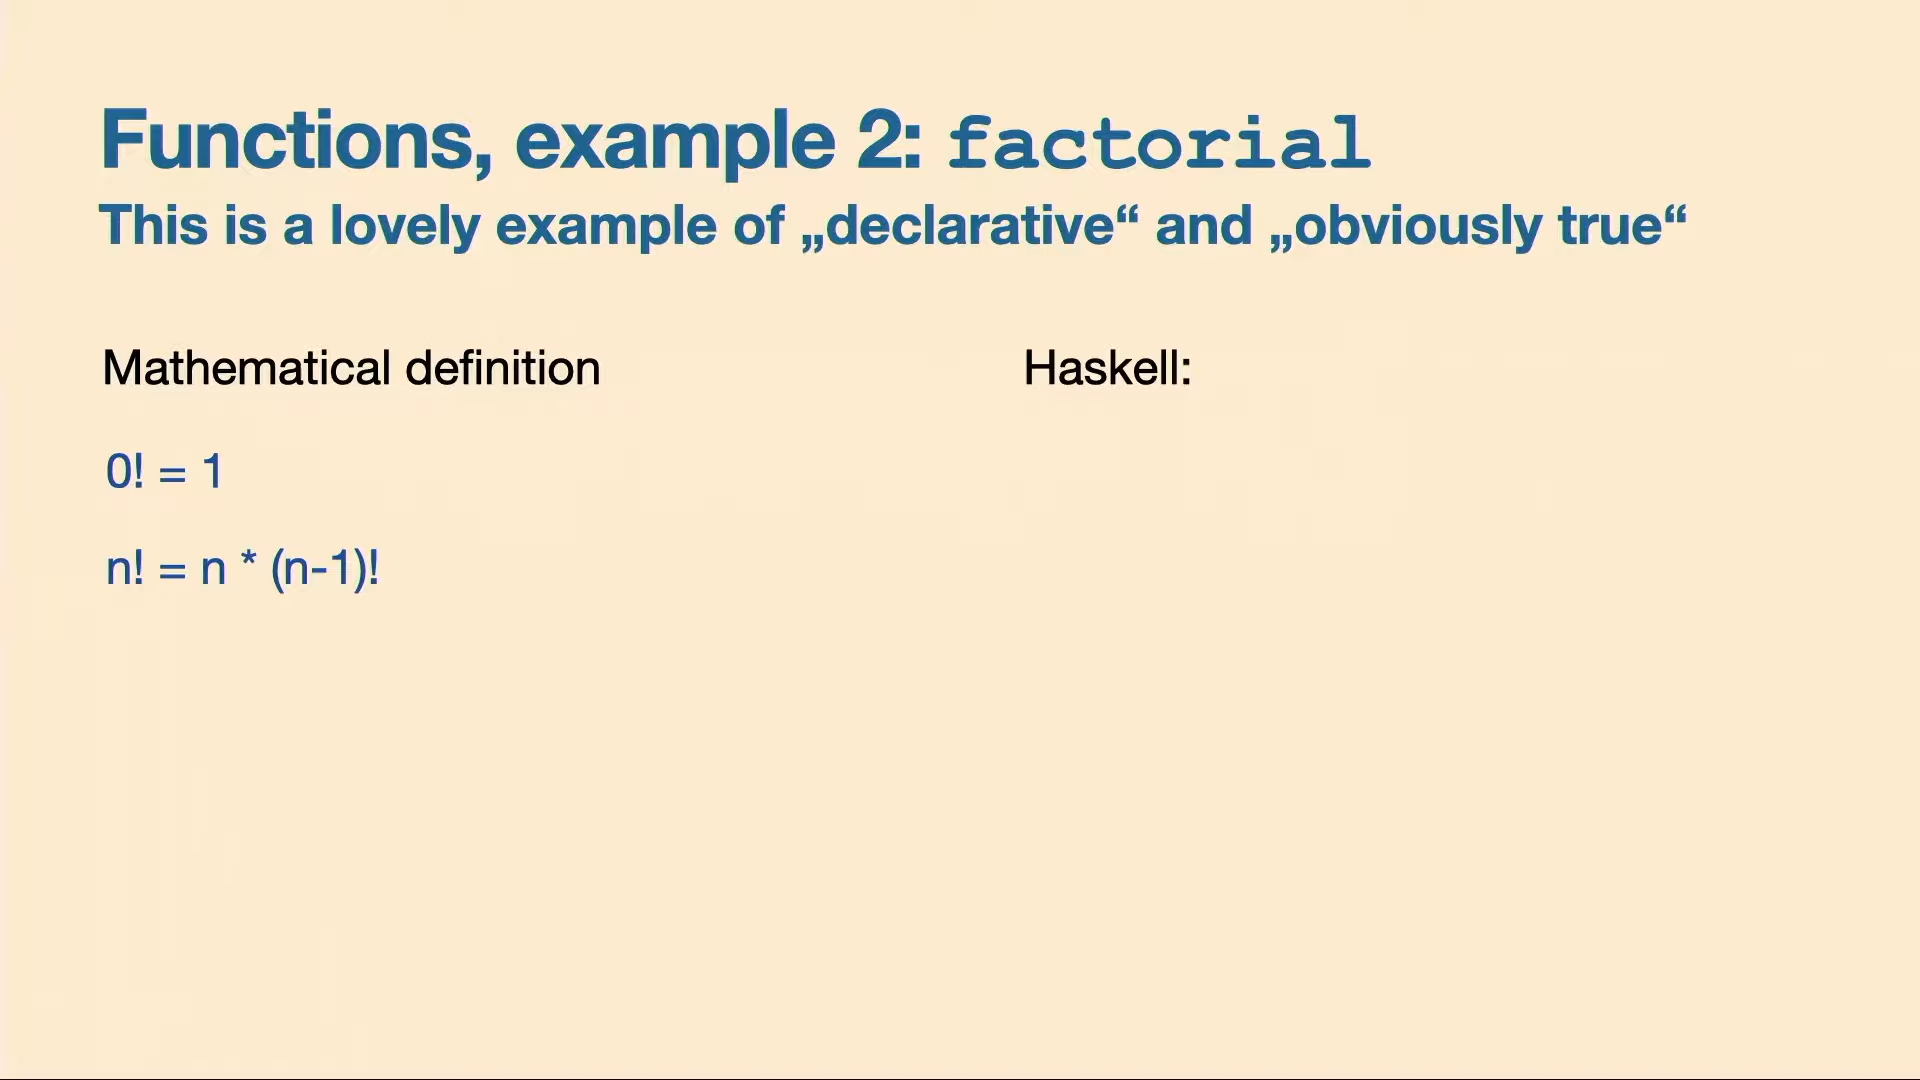 Functions, example 2: factorial
This is a lovely example of „declarative“ and „obviously true“
Mathematical definition
0! = 1
n! = n * (n-1)!
Haskell: